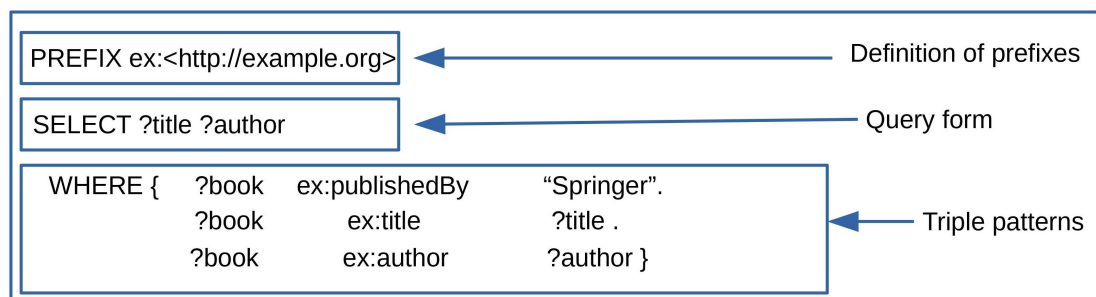 PREFIX ex:<http://example.org> Definition of prefixes
SELECT ?title ?author Query form
WHERE { ?book ex:publishedBy “Springer”.
?book ex:title ?title . Triple patterns
?book ex:author ?author }